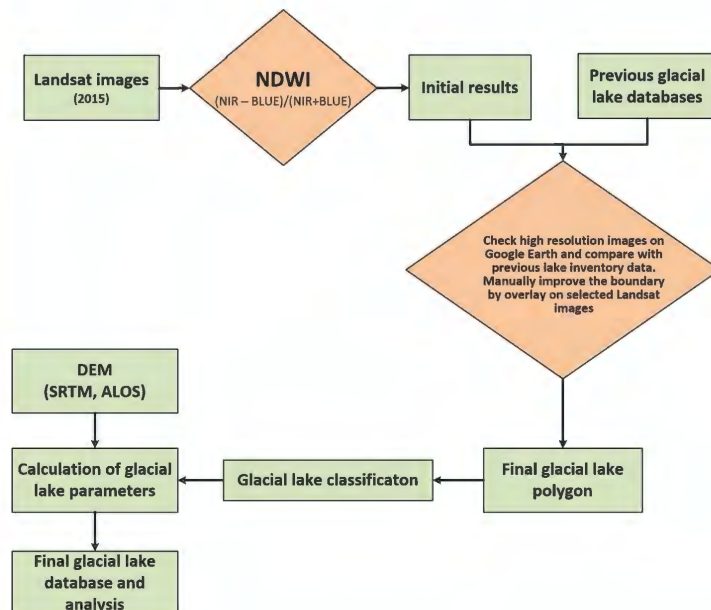 Landsat images
(2015)
NDWI
(NIR – BLUE)/(NIR+BLUE)
Initial results
Previous glacial
lake databases
Check high resolution images on
Google Earth and compare with
previous lake inventory data.
Manually improve the boundary
by overlay on selected Landsat
images
DEM
(SRTM, ALOS)
Calculation of glacial
lake parameters
Glacial lake classificaton
Final glacial lake
polygon
Final glacial lake
database and
analysis